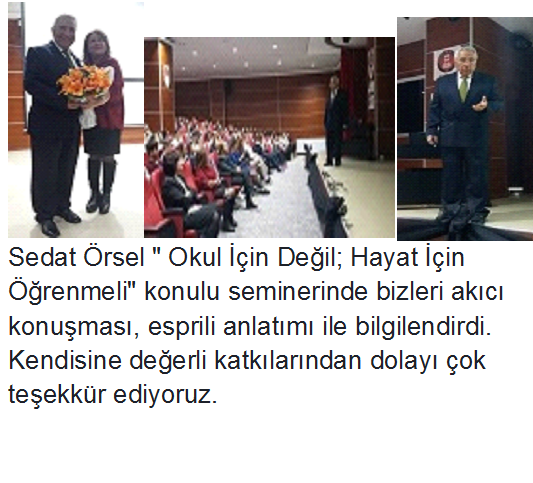 Sedat Örsel " Okul İçin Değil; Hayat İçin
Öğrenmeli" konulu seminerinde bizleri akıcı
konuşması, esprili anlatımı ile bilgilendirdi.
Kendisine değerli katkılarından dolayı çok
teşekkür ediyoruz.